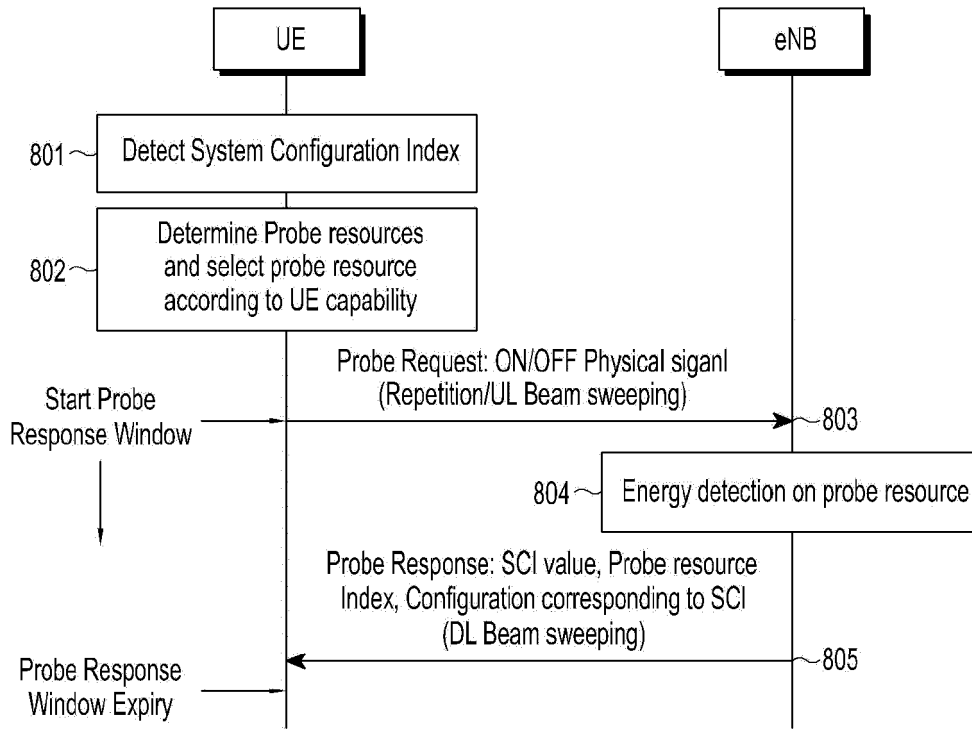 UE
eNB
801
Detect System Configuration Index
802
Determine Probe resources
and select probe resource
according to UE capability
Probe Request: ON/OFF Physical siganl
(Repetition/UL Beam sweeping)
Start Probe
Response Window
803
804
Energy detection on probe resource
Probe Response: SCI value, Probe resource
Index, Configuration corresponding to SCI
(DL Beam sweeping)
805
Probe Response
Window Expiry